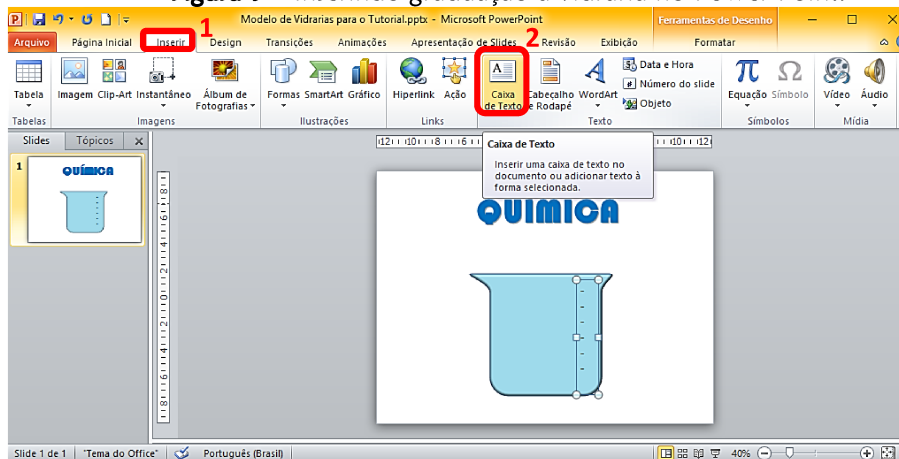 Modelo de Vidrarias para o Tutorial.pptx - Microsoft PowerPoint
Ferramentas de Desenho
Arquivo Página Inicial Inserir 1 Design Transições Animações Apresentação de Slides 2 Revisão Exibição Formatar
Tabela
Imagem Clip-Art Instantâneo Álbum de Fotografias
Formas SmartArt Gráfico
Hiperlink Ação
Caixa de Texto Cabeçalho e Rodapé WordArt
Data e Hora
Número do slide
Objeto
Equação Símbolo
Vídeo Áudio
Tabelas Imagens Ilustrações Links Texto Símbolos Mídia
Slides Tópicos
Caixa de Texto
Inserir uma caixa de texto no
documento ou adicionar texto à
forma selecionada.
1
QUÍMICA
QUIMICA
Slide 1 de 1 "Tema do Office" Português (Brasil) 40%